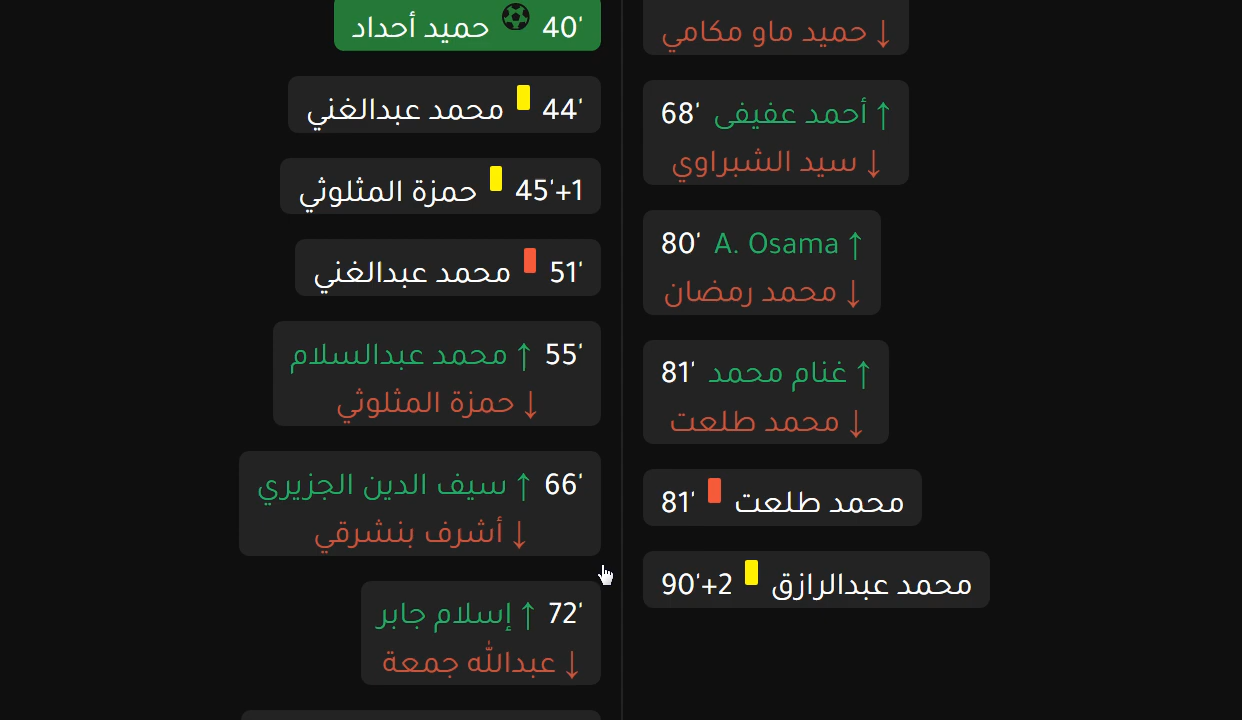 ↓ حميد ماو مكامي
↑ أحمد عفيفى 68'
↓ سيد الشبراوي
↑ A. Osama 80'
↓ محمد رمضان
↑ غنام محمد 81'
↓ محمد طلعت
محمد طلعت 81'
محمد عبدالرازق 90'+2
40' حميد أحداد
44' محمد عبدالغني
45'+1 حمزة المثلوثي
51' محمد عبدالغني
55' ↑ محمد عبدالسلام
↓ حمزة المثلوثي
66' ↑ سيف الدين الجزيري
↓ أشرف بنشرقي
72' ↑ إسلام جابر
↓ عبدالله جمعة